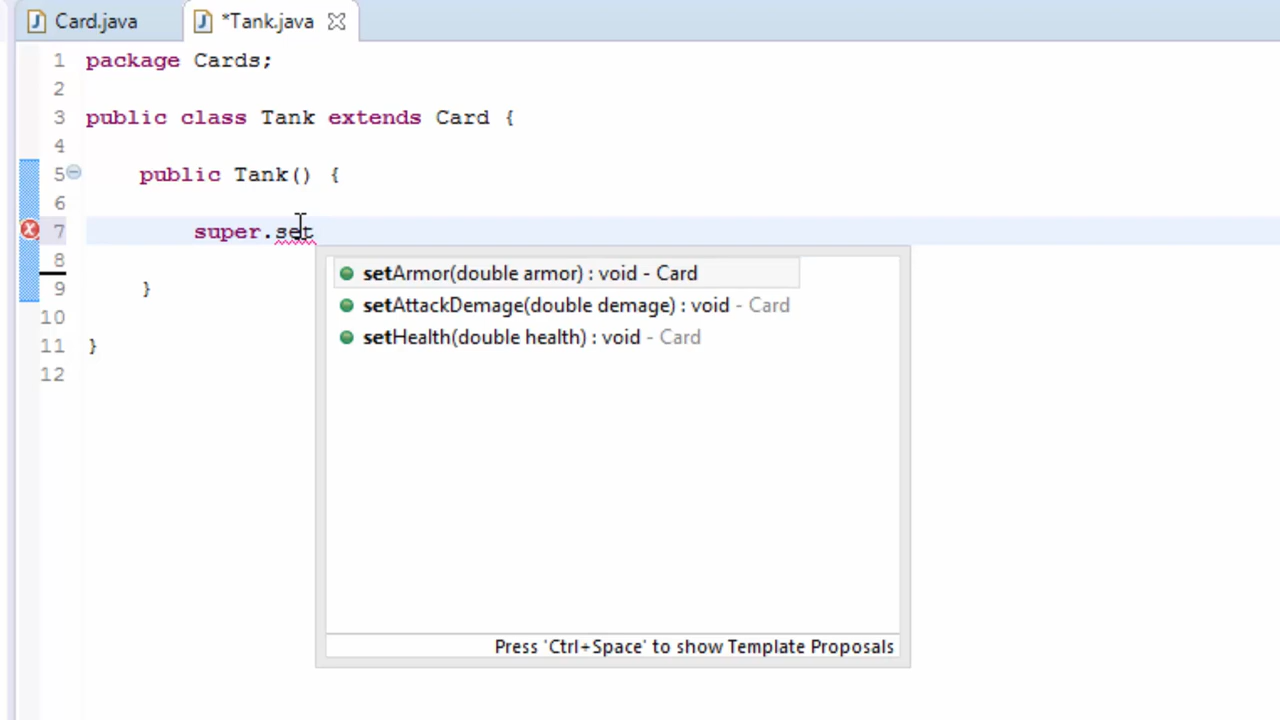 Card.java *Tank.java
1 package Cards;
2
3 public class Tank extends Card {
4
5 public Tank() {
6
7 super.set
8
9 }
10
11 }
12
setArmor(double armor) : void - Card
setAttackDemage(double demage) : void - Card
setHealth(double health) : void - Card
Press 'Ctrl+Space' to show Template Proposals